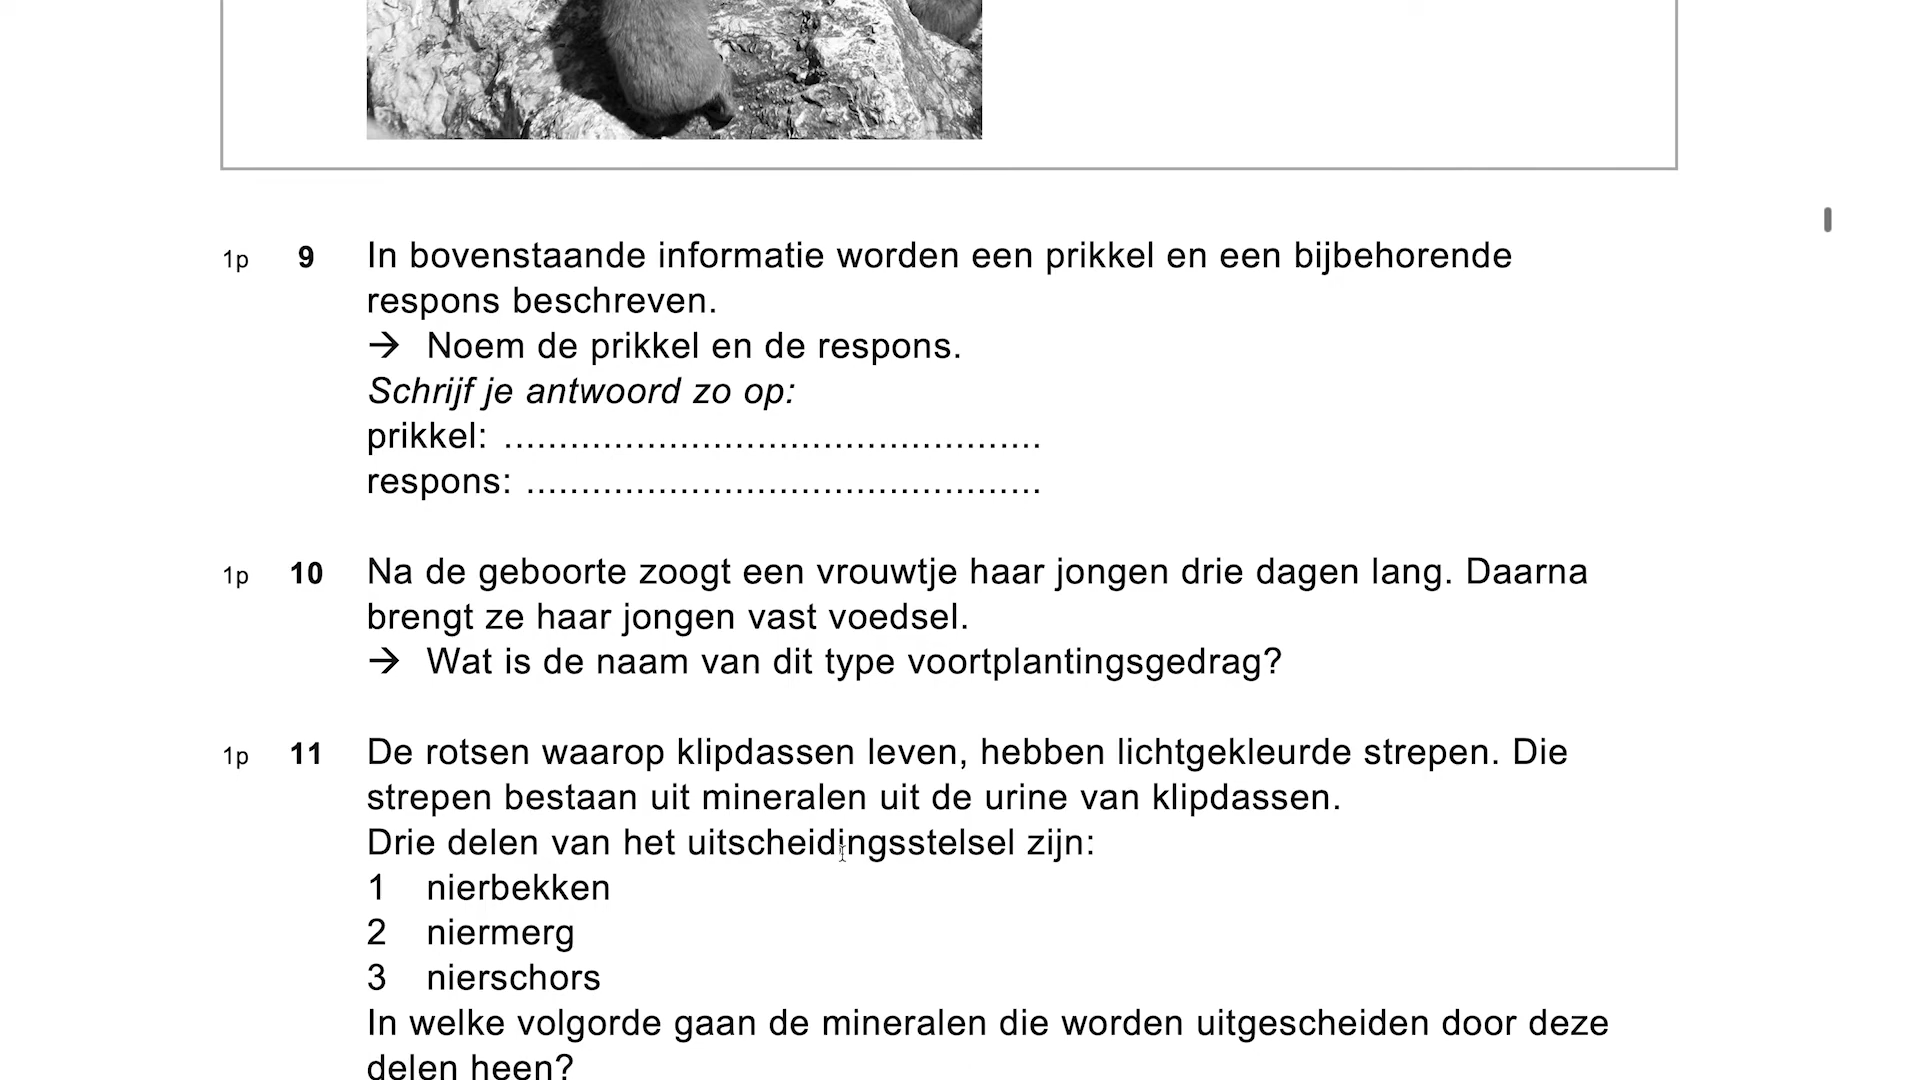 1p 9 In bovenstaande informatie worden een prikkel en een bijbehorende
respons beschreven.
→ Noem de prikkel en de respons.
Schrijf je antwoord zo op:
prikkel: .................................................
respons: ...............................................
1p 10 Na de geboorte zoogt een vrouwtje haar jongen drie dagen lang. Daarna
brengt ze haar jongen vast voedsel.
→ Wat is de naam van dit type voortplantingsgedrag?
1p 11 De rotsen waarop klipdassen leven, hebben lichtgekleurde strepen. Die
strepen bestaan uit mineralen uit de urine van klipdassen.
Drie delen van het uitscheidingsstelsel zijn:
1 nierbekken
2 niermerg
3 nierschors
In welke volgorde gaan de mineralen die worden uitgescheiden door deze
delen heen?